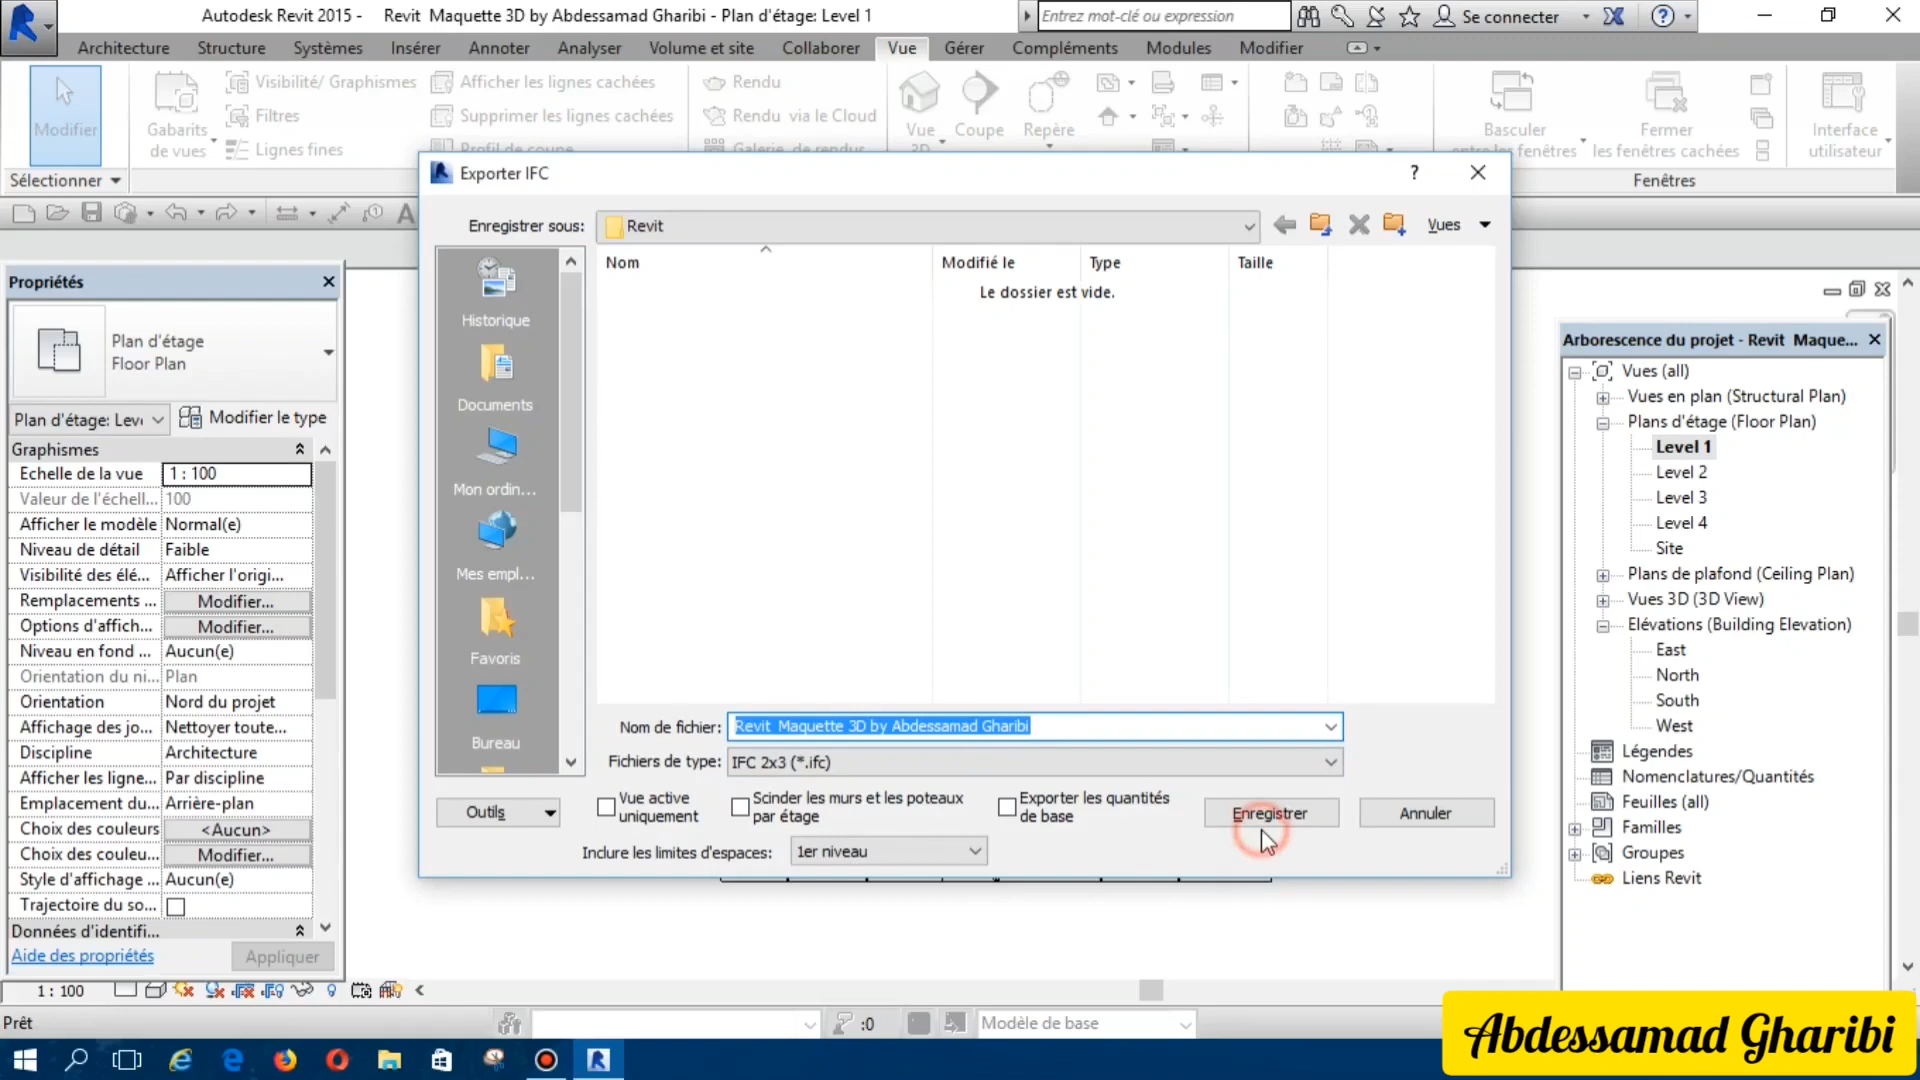 Autodesk Revit 2015 - Revit Maquette 3D by Abdessamad Gharibi - Plan d'étage: Level 1
Entrez mot-clé ou expression
Se connecter
Architecture Structure Systèmes Insérer Annoter Analyser Volume et site Collaborer Vue Gérer Compléments Modules Modifier
Modifier
Gabarits
de vues
Visibilité/ Graphismes
Filtres
Lignes fines
Afficher les lignes cachées
Supprimer les lignes cachées
Profil de coupe
Rendu
Rendu via le Cloud
Galerie de rendus
Vue
3D
Coupe
Repère
Basculer
entre les fenêtres
Fermer
les fenêtres cachées
Interface
utilisateur
Sélectionner
Fenêtres
Exporter IFC
Enregistrer sous: Revit
Vues
Nom Modifié le Type Taille
Le dossier est vide.
Historique
Documents
Mon ordin...
Mes empl...
Favoris
Bureau
Nom de fichier: Revit Maquette 3D by Abdessamad Gharibi
Fichiers de type: IFC 2x3 (*.ifc)
Outils
Vue active
uniquement
Scinder les murs et les poteaux
par étage
Exporter les quantités
de base
Enregistrer
Annuler
Inclure les limites d'espaces: 1er niveau
Propriétés
Plan d'étage
Floor Plan
Plan d'étage: Leve
Modifier le type
Graphismes
Echelle de la vue 1 : 100
Valeur de l'échell... 100
Afficher le modèle Normal(e)
Niveau de détail Faible
Visibilité des élé... Afficher l'origi...
Remplacements ... Modifier...
Options d'affich... Modifier...
Niveau en fond ... Aucun(e)
Orientation du ni... Plan
Orientation Nord du projet
Affichage des jo... Nettoyer toute...
Discipline Architecture
Afficher les ligne... Par discipline
Emplacement du... Arrière-plan
Choix des couleurs <Aucun>
Choix des couleu... Modifier...
Style d'affichage ... Aucun(e)
Trajectoire du so...
Données d'identifi...
Aide des propriétés
Appliquer
Arborescence du projet - Revit Maque...
Vues (all)
Vues en plan (Structural Plan)
Plans d'étage (Floor Plan)
Level 1
Level 2
Level 3
Level 4
Site
Plans de plafond (Ceiling Plan)
Vues 3D (3D View)
Elévations (Building Elevation)
East
North
South
West
Légendes
Nomenclatures/Quantités
Feuilles (all)
Familles
Groupes
Liens Revit
1 : 100
Prêt
:0
Modèle de base
Abdessamad Gharibi